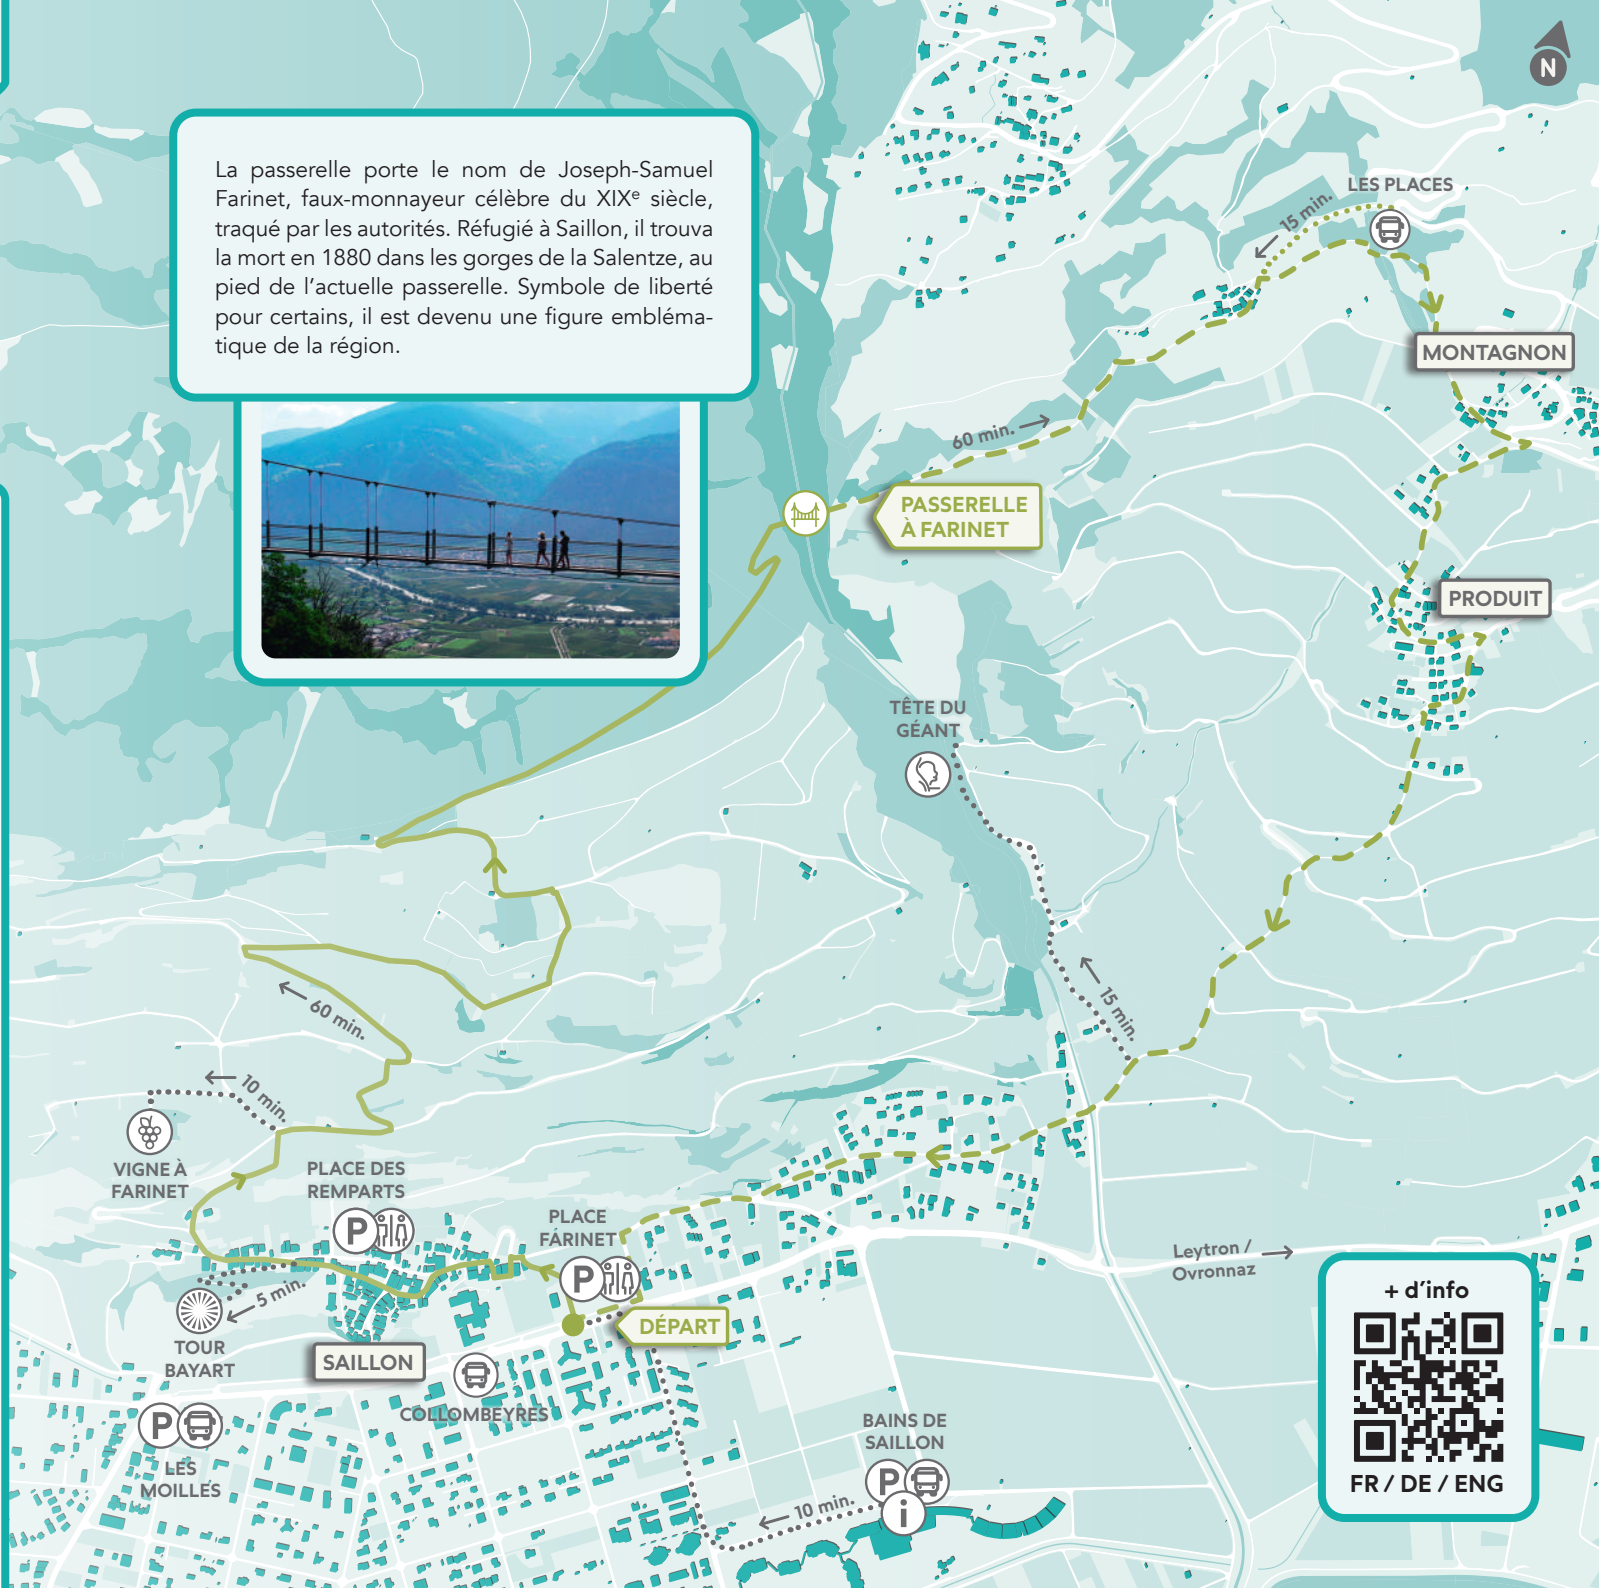 N
La passerelle porte le nom de Joseph-Samuel
Farinet, faux-monnayeur célèbre du XIXe siècle,
traqué par les autorités. Réfugié à Saillon, il trouva
la mort en 1880 dans les gorges de la Salentze, au
pied de l'actuelle passerelle. Symbole de liberté
pour certains, il est devenu une figure embléma-
tique de la région.
LES PLACES
15 min.
MONTAGNON
60 min.
PASSERELLE
À FARINET
PRODUIT
TÊTE DU
GÉANT
60 min.
15 min.
10 min.
VIGNE À
FARINET
PLACE DES
REMPARTS
P
PLACE
FARINET
P
Leytron /
Ovronnaz
5 min.
TOUR
BAYART
SAILLON
DÉPART
COLLOMBEYRES
P
LES
MOILLES
BAINS DE
SAILLON
P
i
10 min.
+ d'info
FR / DE / ENG